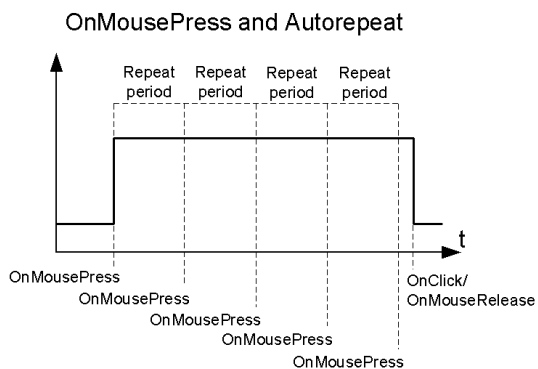 OnMousePress and Autorepeat
Repeat period
Repeat period
Repeat period
Repeat period
t
OnMousePress
OnMousePress
OnMousePress
OnMousePress
OnMousePress
OnClick/
OnMouseRelease